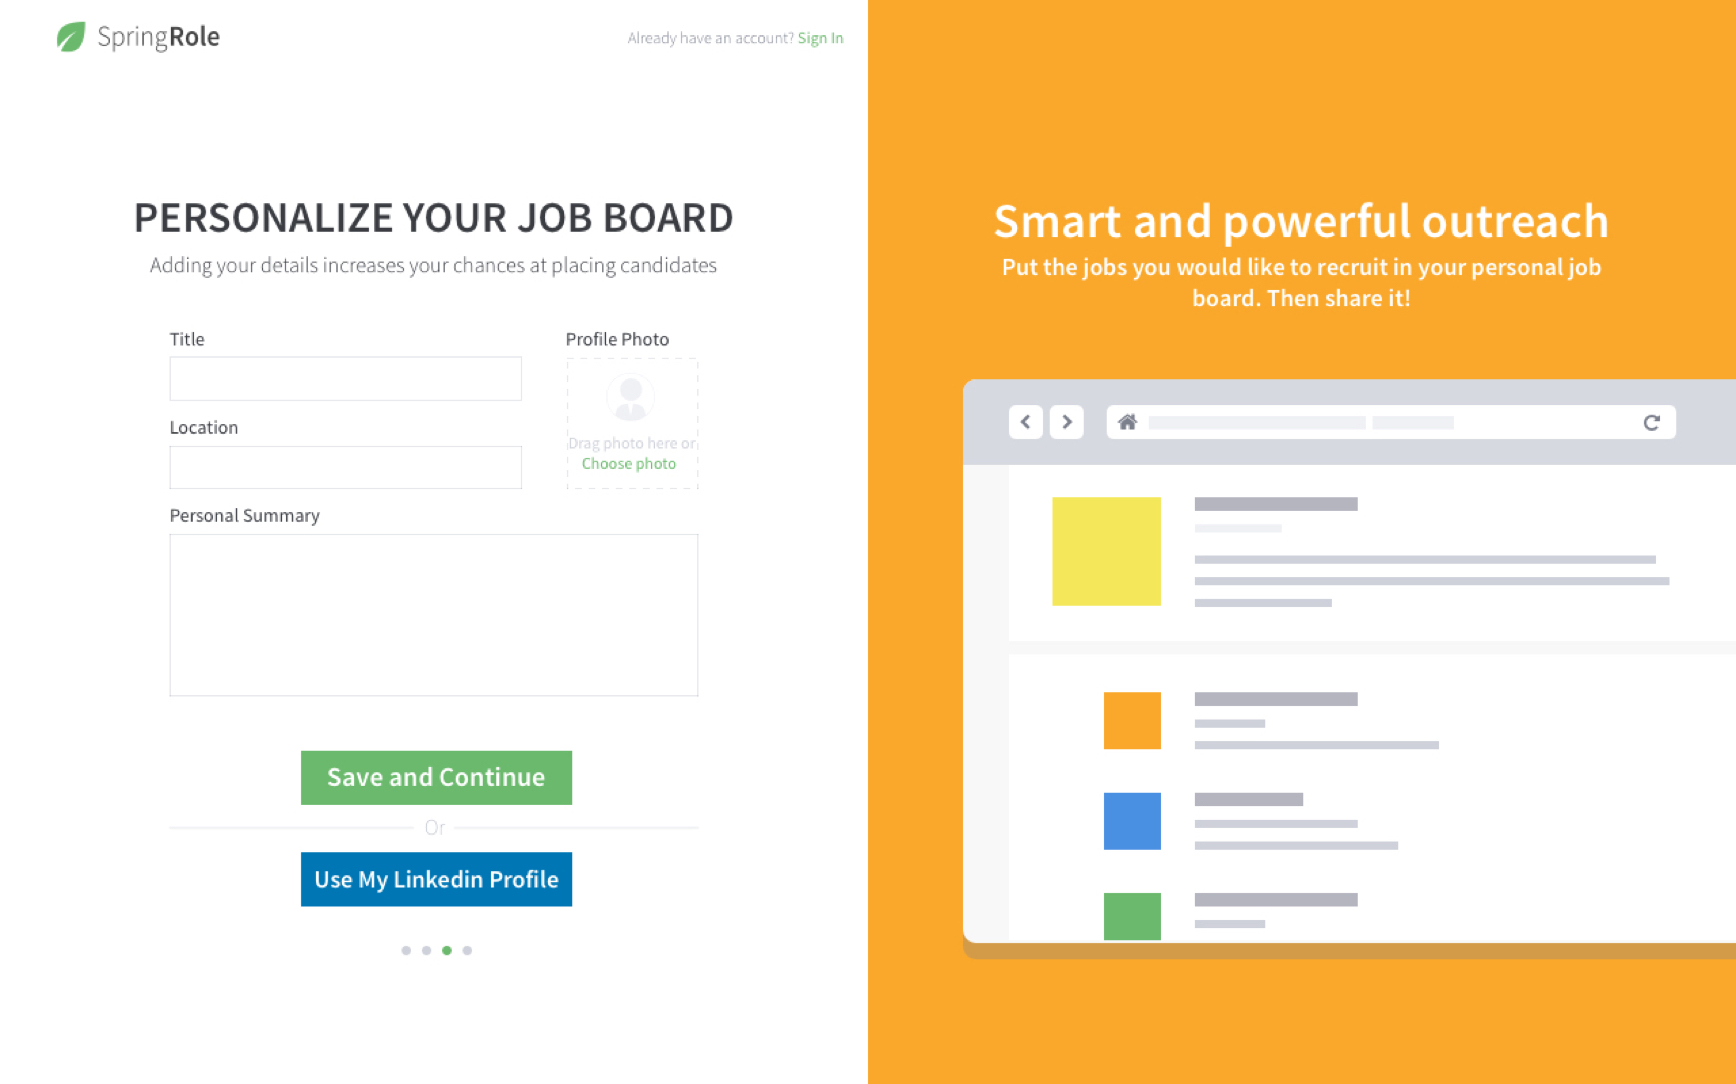 SpringRole
Already have an account? Sign In
PERSONALIZE YOUR JOB BOARD
Adding your details increases your chances at placing candidates
Title
Profile Photo
Drag photo here or
Choose photo
Location
Personal Summary
Save and Continue
Or
Use My Linkedin Profile
Smart and powerful outreach
Put the jobs you would like to recruit in your personal job
board. Then share it!